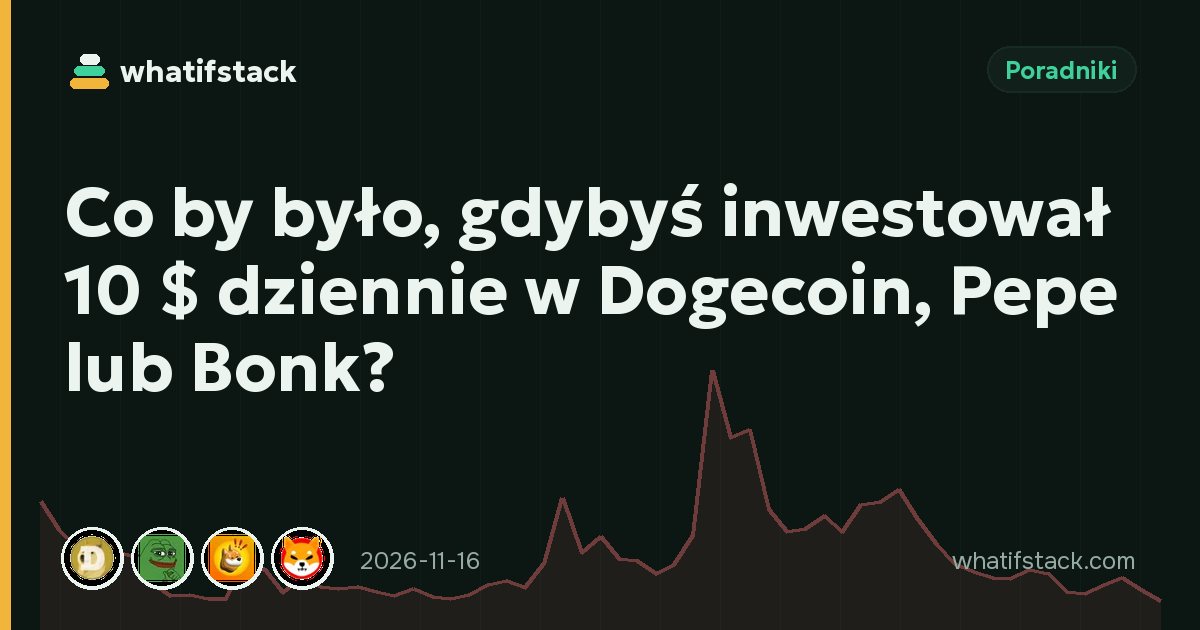 whatifstack
Poradniki
Co by było, gdybyś inwestował
10 $ dziennie w Dogecoin, Pepe
lub Bonk?
D
2026-11-16
whatifstack.com